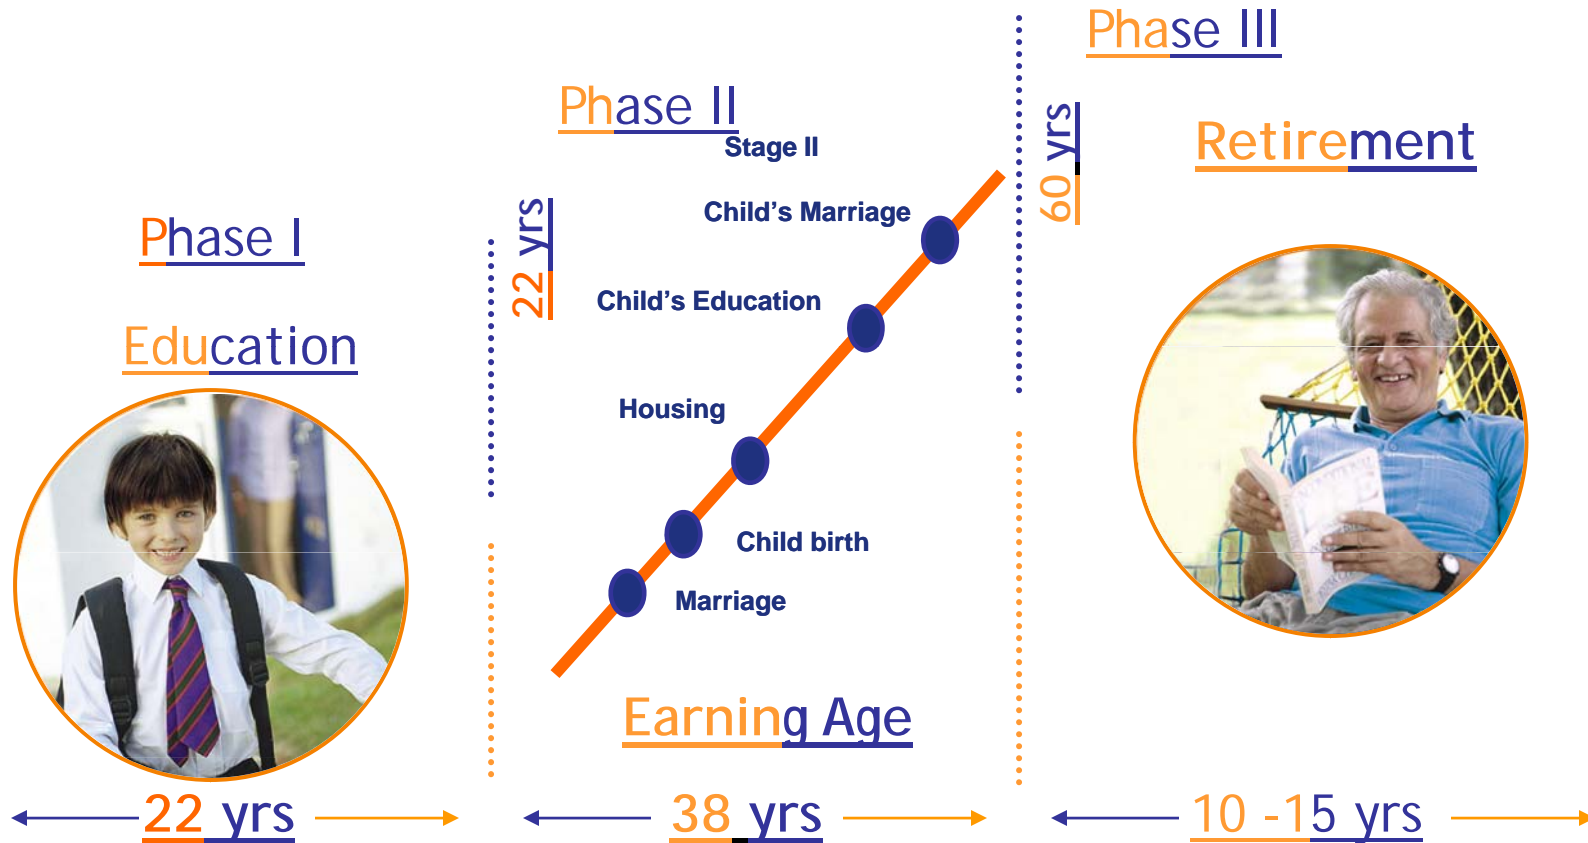 Phase I
Education
22 yrs
22 yrs
Phase II
Stage II
Child's Marriage
Child's Education
Housing
Child birth
Marriage
Earning Age
38 yrs
60 yrs
Phase III
Retirement
10 -15 yrs